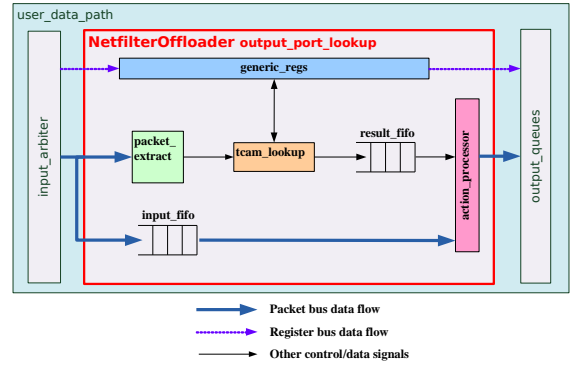 user_data_path
NetfilterOffloader output_port_lookup
generic_regs
input_arbiter
packet_
extract
tcam_lookup
result_fifo
action_processor
output_queues
input_fifo
Packet bus data flow
Register bus data flow
Other control/data signals